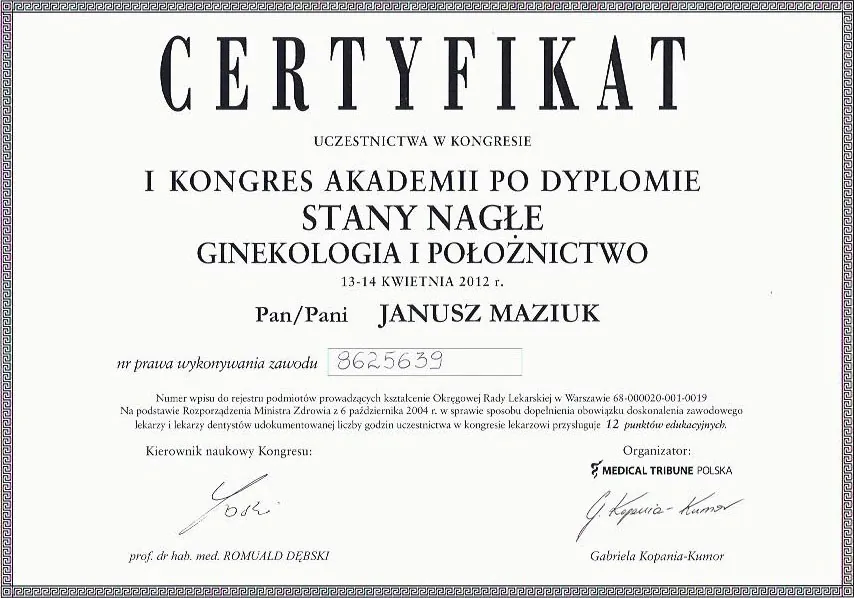 CERTYFIKAT
UCZESTNICTWA W KONGRESIE
I KONGRES AKADEMII PO DYPLOMIE
STANY NAGŁE
GINEKOLOGIA I POŁOŻNICTWO
13-14 KWIETNIA 2012 r.
Pan/Pani JANUSZ MAZIUK
nr prawa wykonywania zawodu 8625639
Numer wpisu do rejestru podmiotów prowadzących kształcenie Okręgowej Rady Lekarskiej w Warszawie 68-000020-001-0019
Na podstawie Rozporządzenia Ministra Zdrowia z 6 października 2004 r. w sprawie sposobu dopełnienia obowiązku doskonalenia zawodowego
lekarzy i lekarzy dentystów udokumentowanej liczby godzin uczestnictwa w kongresie lekarzowi przysługuje 12 punktów edukacyjnych.
Kierownik naukowy Kongresu:
Organizator:
MEDICAL TRIBUNE POLSKA
G. Kopania-Kumor
prof. dr hab. med. ROMUALD DĘBSKI
Gabriela Kopania-Kumor